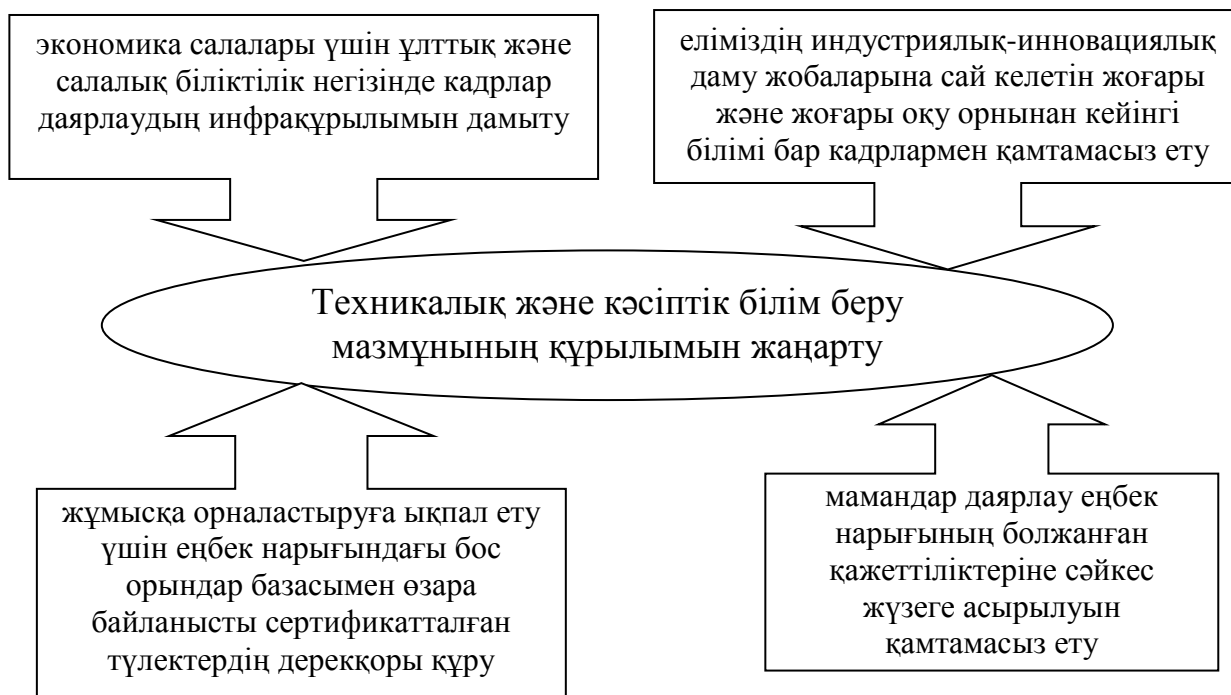 экономика салалары үшін ұлттық және
салалық біліктілік негізінде кадрлар
даярлаудың инфрақұрылымын дамыту
еліміздің индустриялық-инновациялық
даму жобаларына сай келетін жоғары
және жоғары оқу орнынан кейінгі
білімі бар кадрлармен қамтамасыз ету
Техникалық және кәсіптік білім беру
мазмұнының құрылымын жаңарту
жұмысқа орналастыруға ықпал ету
үшін еңбек нарығындағы бос
орындар базасымен өзара
байланысты сертификатталған
түлектердің дерекқоры құру
мамандар даярлау еңбек
нарығының болжанған
қажеттіліктеріне сәйкес
жүзеге асырылуын
қамтамасыз ету